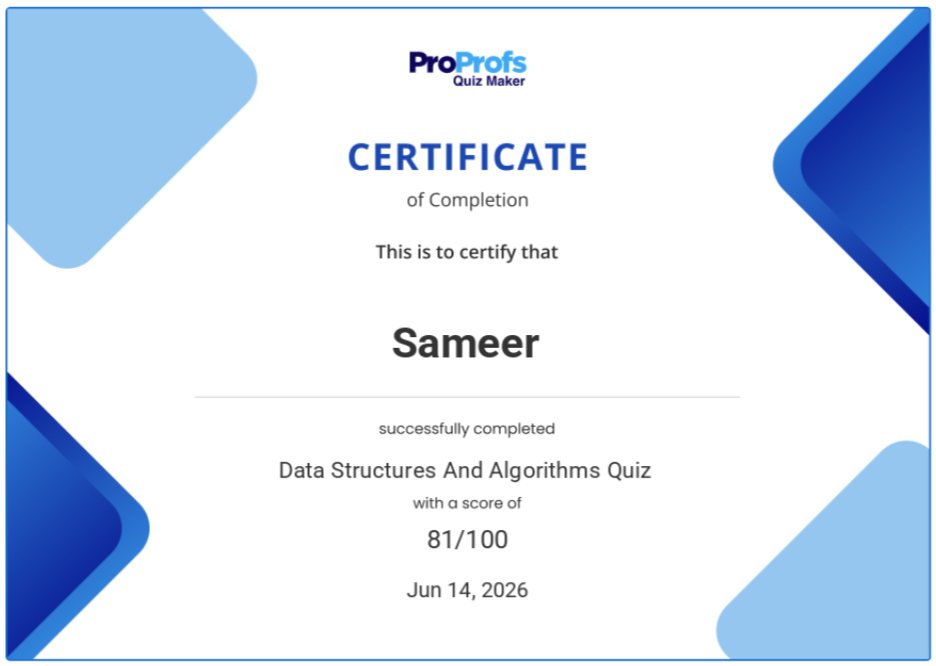 ProProfs
Quiz Maker
CERTIFICATE
of Completion
This is to certify that
Sameer
successfully completed
Data Structures And Algorithms Quiz
with a score of
81/100
Jun 14, 2026